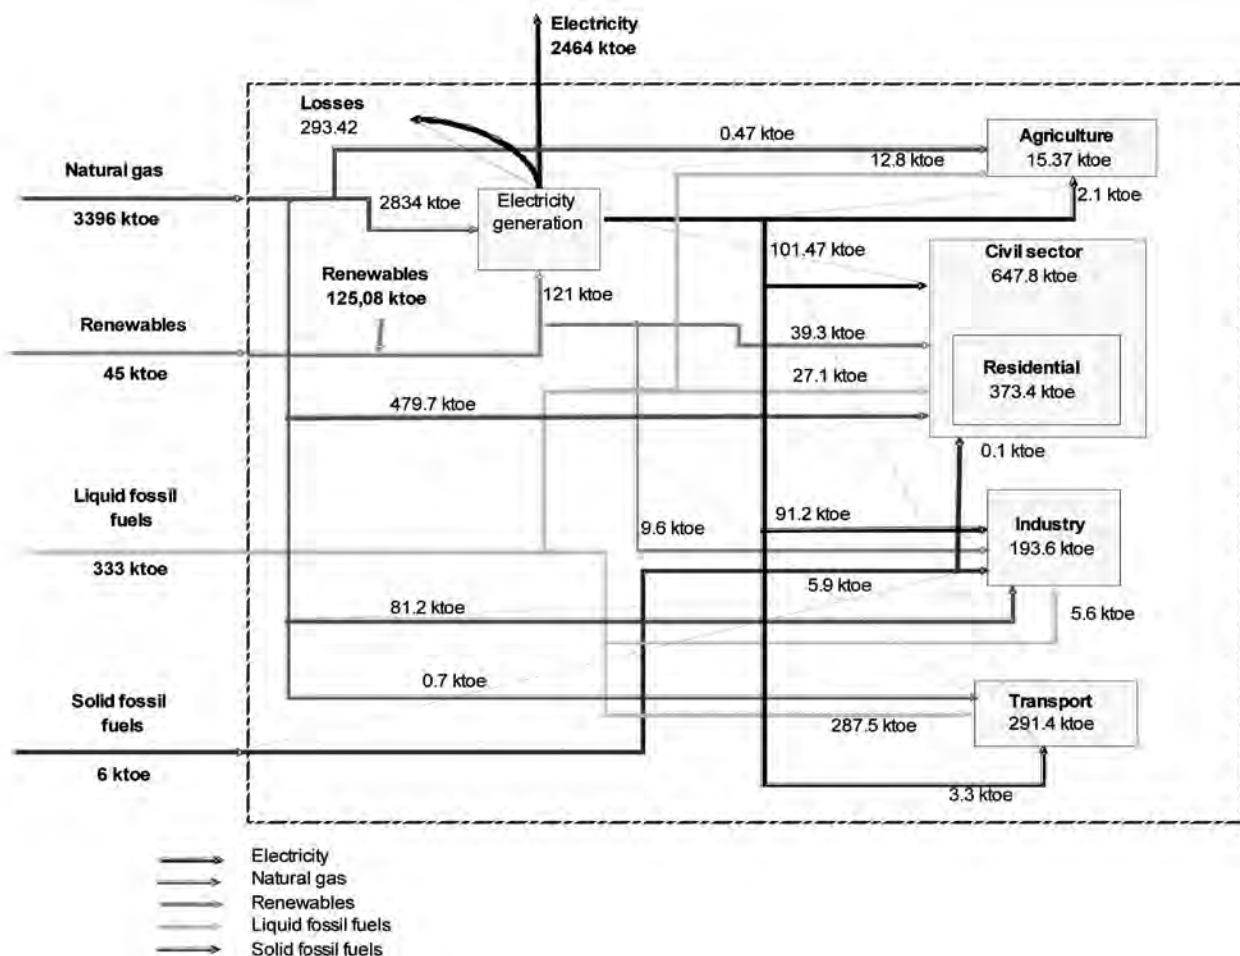 Electricity
2464 ktoe
Losses
293.42
Natural gas
3396 ktoe
2834 ktoe
Electricity
generation
0.47 ktoe
12.8 ktoe
Agriculture
15.37 ktoe
2.1 ktoe
Renewables
125,08 ktoe
121 ktoe
101.47 ktoe
Civil sector
647.8 ktoe
Renewables
45 ktoe
39.3 ktoe
27.1 ktoe
Residential
373.4 ktoe
479.7 ktoe
0.1 ktoe
Liquid fossil
fuels
333 ktoe
9.6 ktoe
91.2 ktoe
Industry
193.6 ktoe
5.9 ktoe
81.2 ktoe
5.6 ktoe
0.7 ktoe
Solid fossil
fuels
6 ktoe
Transport
291.4 ktoe
287.5 ktoe
3.3 ktoe
Electricity
Natural gas
Renewables
Liquid fossil fuels
Solid fossil fuels